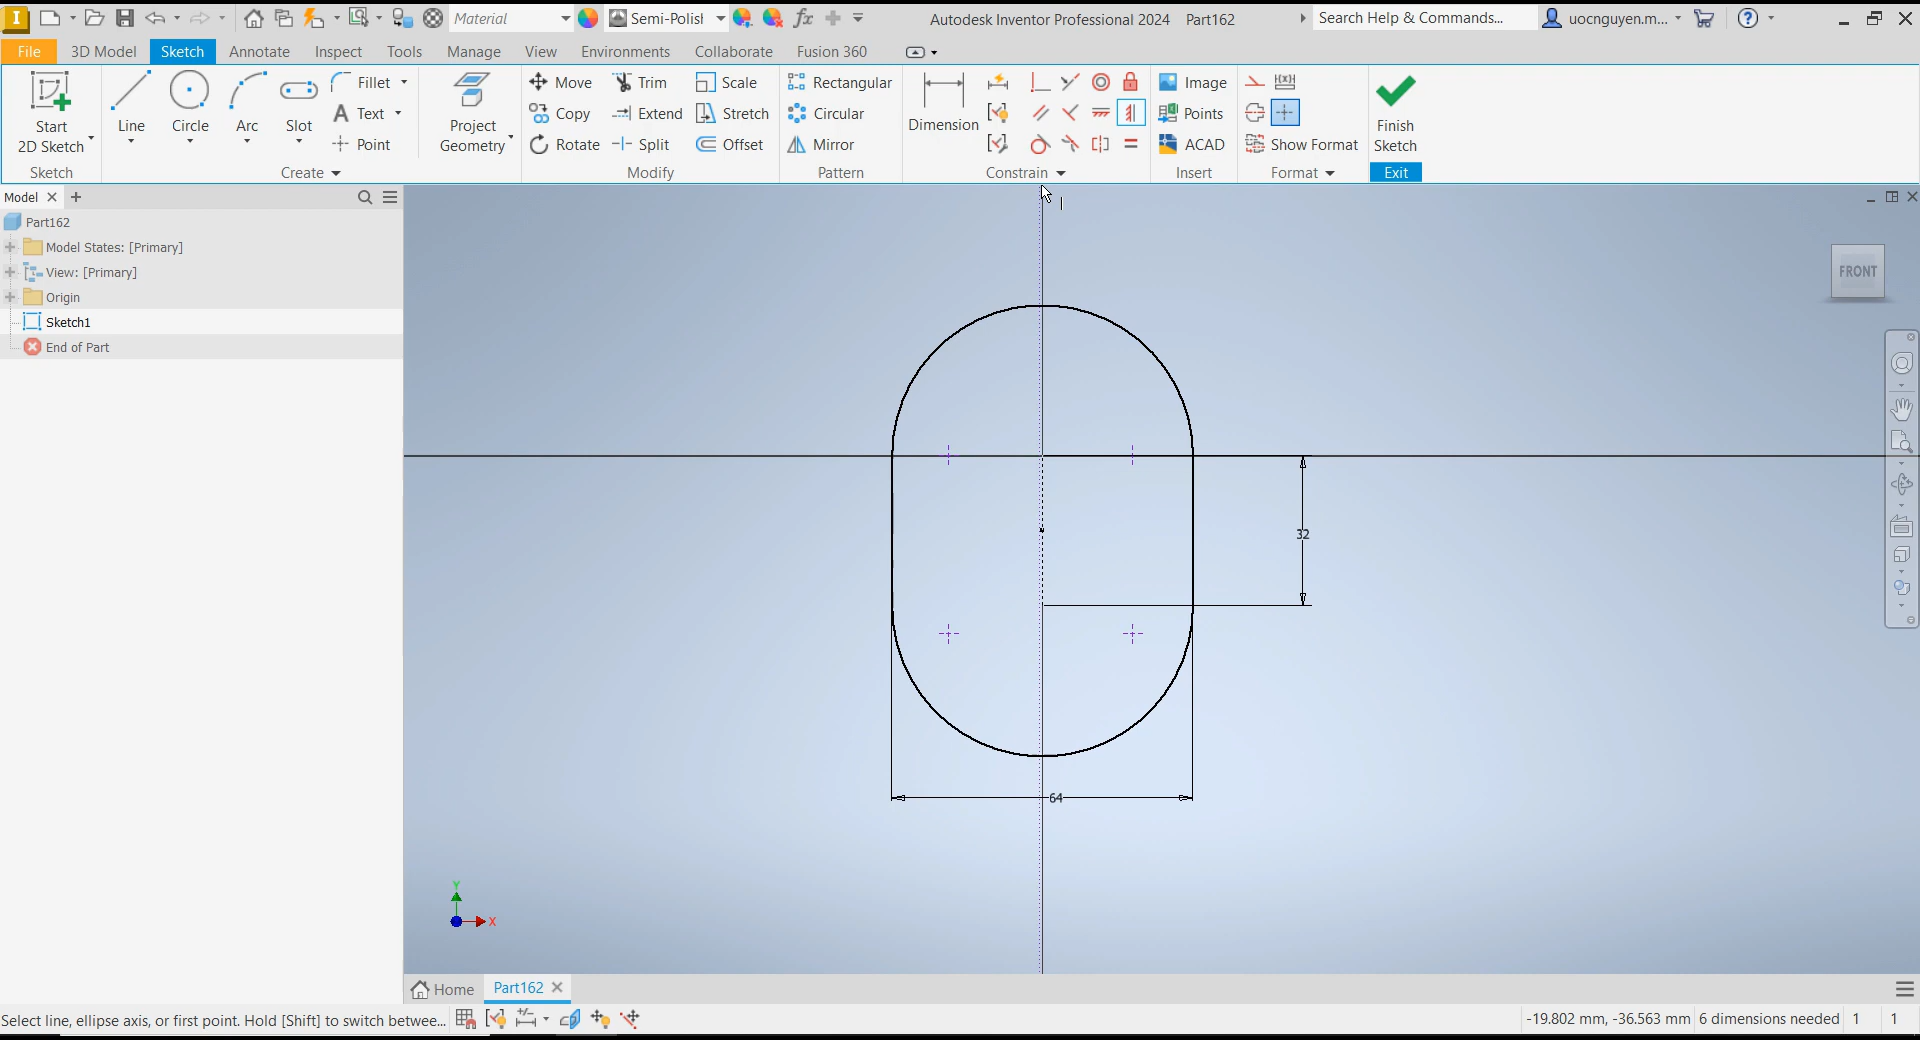 Material
Semi-Polish
Autodesk Inventor Professional 2024 Part162
Search Help & Commands...
uocnguyen.m...
File 3D Model Sketch Annotate Inspect Tools Manage View Environments Collaborate Fusion 360
Start
2D Sketch
Line
Circle
Arc
Slot
Fillet
Text
Point
Project
Geometry
Move
Copy
Rotate
Trim
Extend
Split
Scale
Stretch
Offset
Rectangular
Circular
Mirror
Dimension
Image
Points
ACAD
Show Format
Finish
Sketch
Sketch Create Modify Pattern Constrain Insert Format Exit
Model
Part162
Model States: [Primary]
View: [Primary]
Origin
Sketch1
End of Part
FRONT
32
64
Y
X
Home Part162
Select line, ellipse axis, or first point. Hold [Shift] to switch betwee...
-19.802 mm, -36.563 mm 6 dimensions needed 1 1